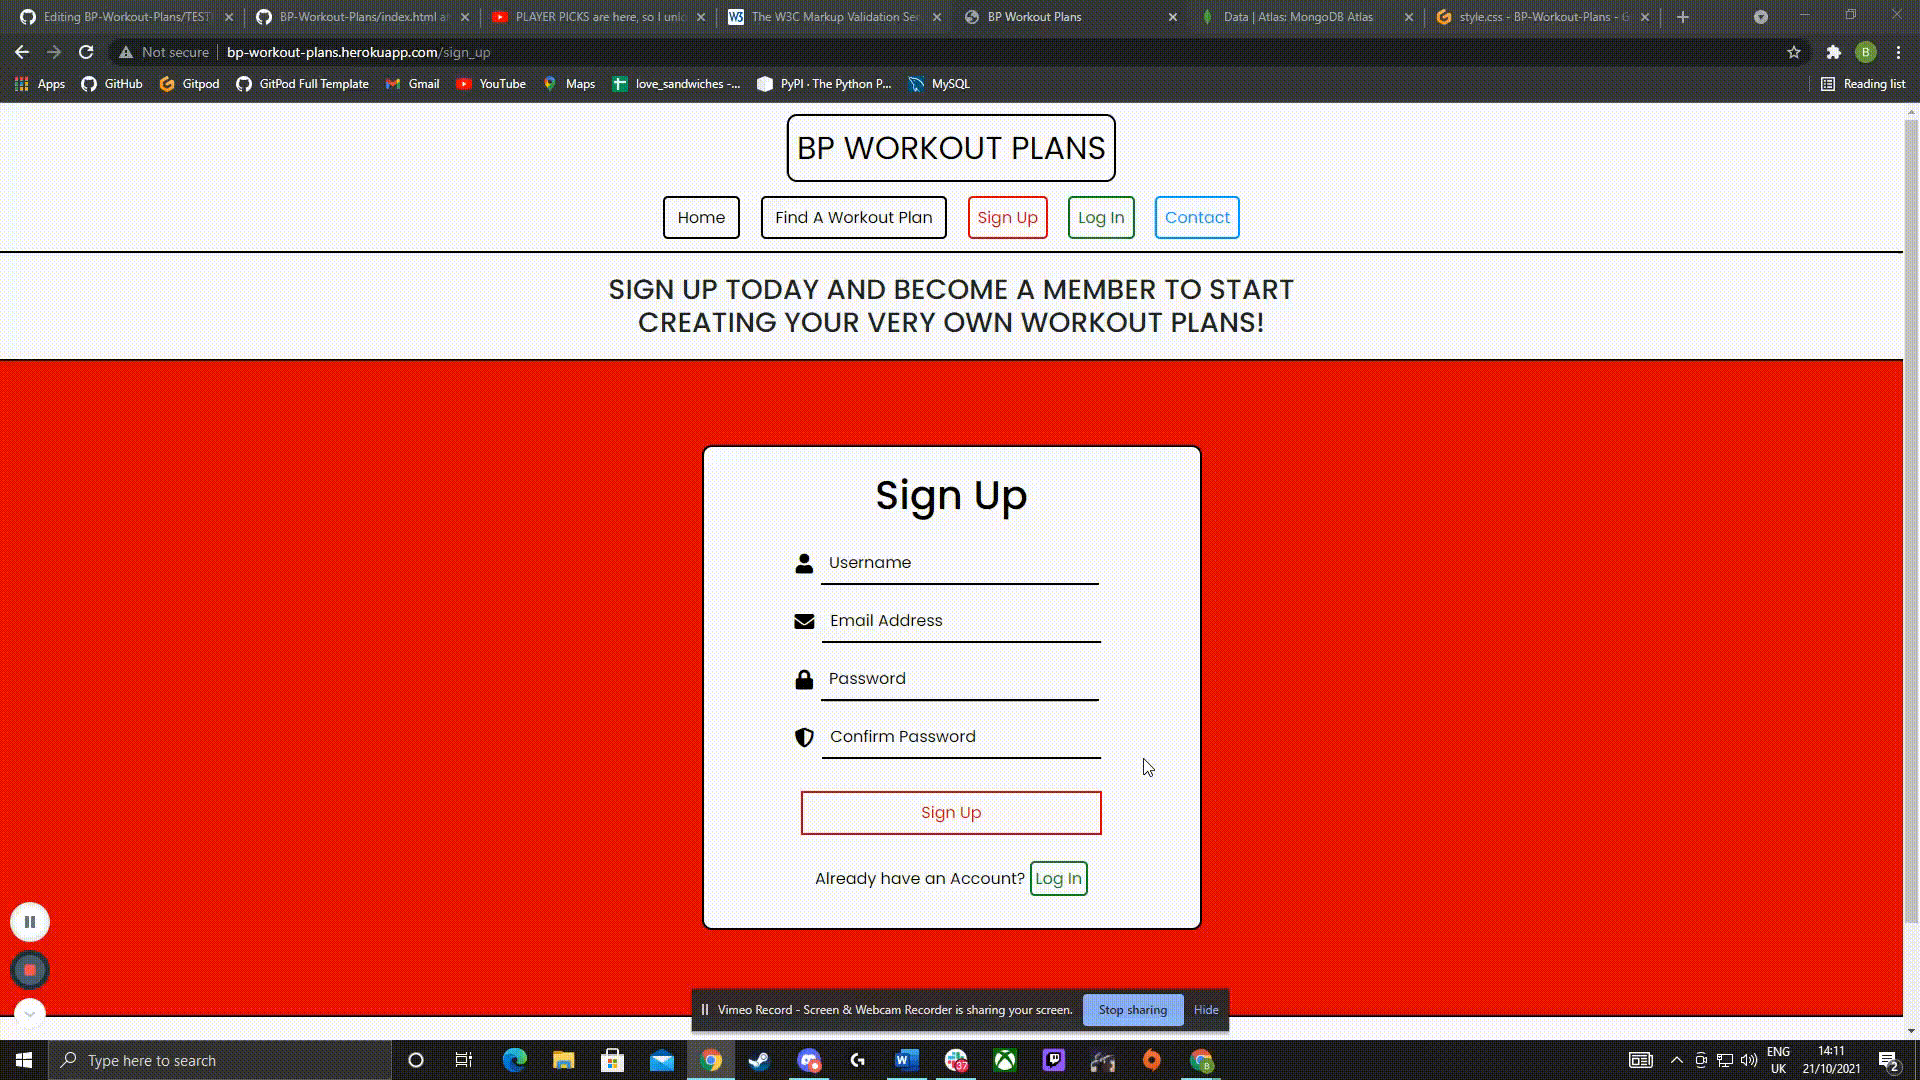 Editing BP-Workout-Plans/TESTI
BP-Workout-Plans/index.html at
PLAYER PICKS are here, so I unlo
The W3C Markup Validation Ser
BP Workout Plans
Data | Atlas: MongoDB Atlas
style.css - BP-Workout-Plans - G
Not secure
bp-workout-plans.herokuapp.com/sign_up
B
Apps
GitHub
Gitpod
GitPod Full Template
Gmail
YouTube
Maps
love_sandwiches -...
PyPI · The Python P...
MySQL
Reading list
BP WORKOUT PLANS
Home
Find A Workout Plan
Sign Up
Log In
Contact
SIGN UP TODAY AND BECOME A MEMBER TO START
CREATING YOUR VERY OWN WORKOUT PLANS!
Sign Up
Username
Email Address
Password
Confirm Password
Sign Up
Already have an Account? Log In
Vimeo Record - Screen & Webcam Recorder is sharing your screen.
Stop sharing
Hide
Type here to search
37
ENG
UK
14:11
21/10/2021
2